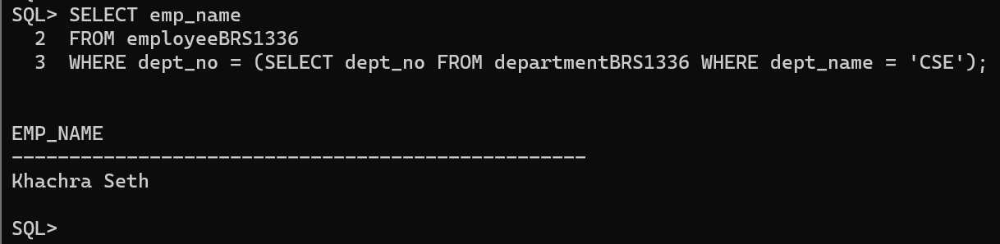 SQL> SELECT emp_name
  2  FROM employeeBRS1336
  3  WHERE dept_no = (SELECT dept_no FROM departmentBRS1336 WHERE dept_name = 'CSE');
EMP_NAME
--------------------------------------------------
Khachra Seth
SQL>